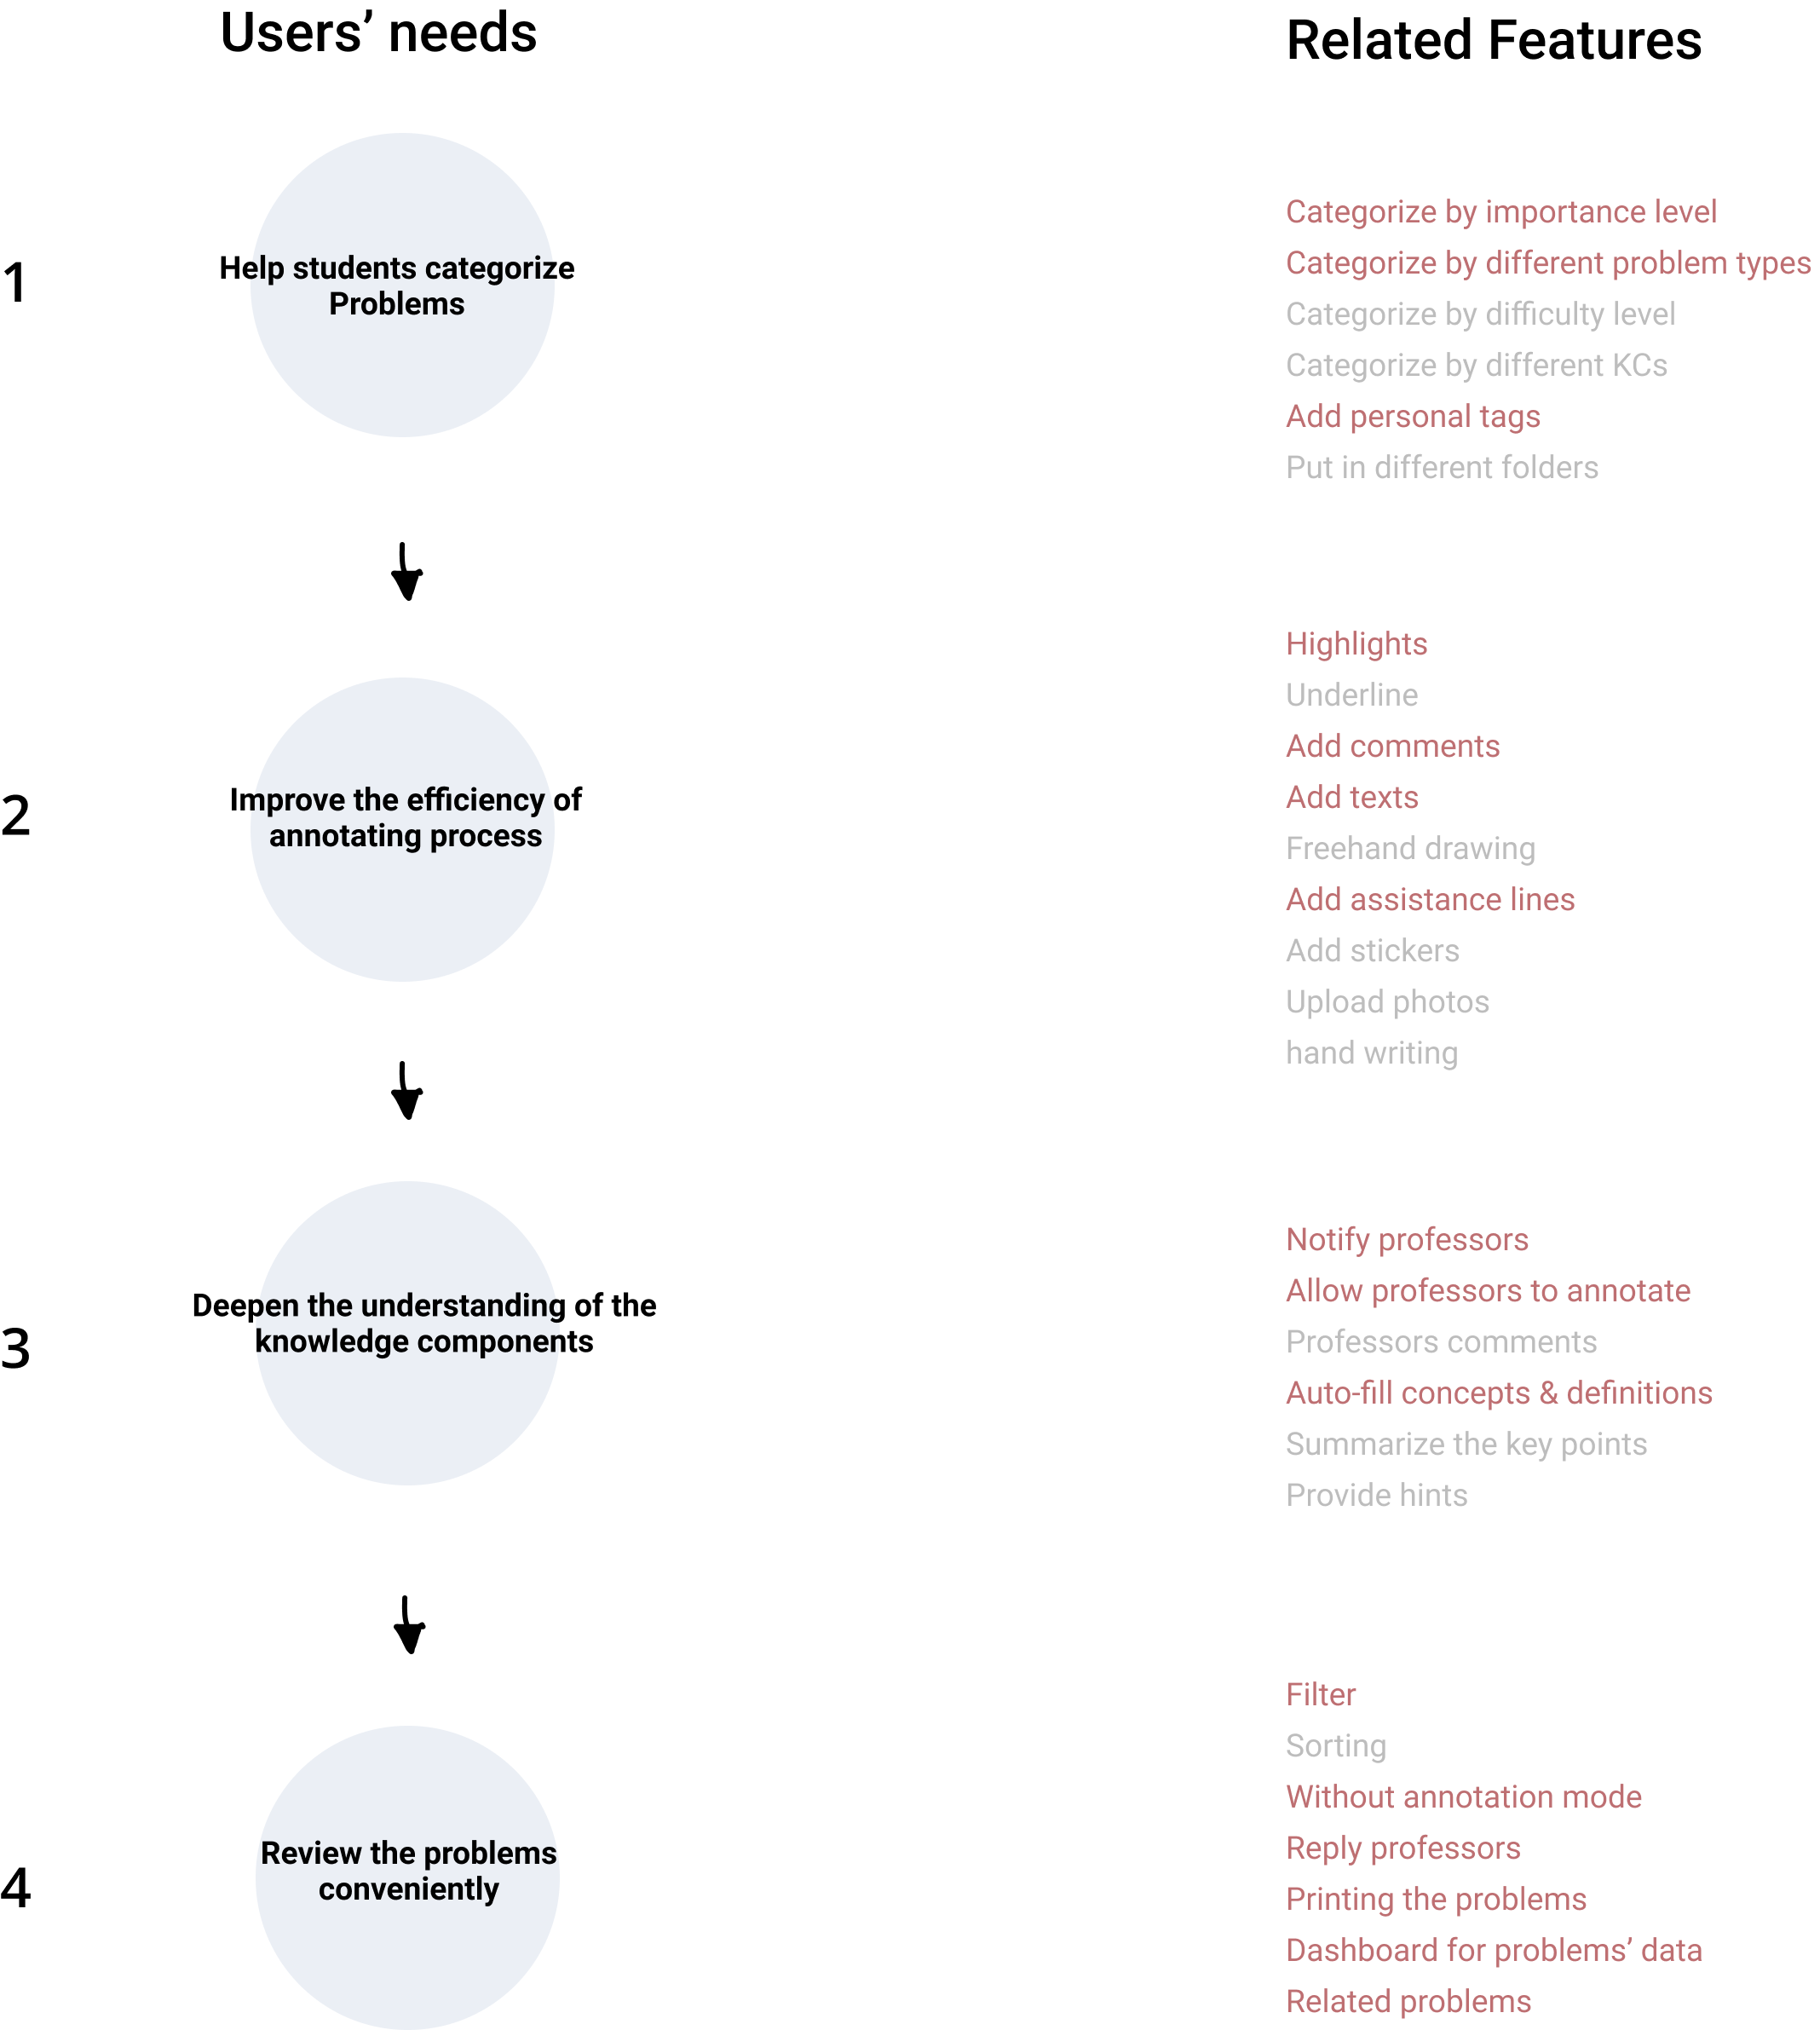 Users’ needs
Related Features
1
Help students categorize
Problems
Categorize by importance level
Categorize by different problem types
Categorize by difficulty level
Categorize by different KCs
Add personal tags
Put in different folders
2
Improve the efficiency of
annotating process
Highlights
Underline
Add comments
Add texts
Freehand drawing
Add assistance lines
Add stickers
Upload photos
hand writing
3
Deepen the understanding of the
knowledge components
Notify professors
Allow professors to annotate
Professors comments
Auto-fill concepts & definitions
Summarize the key points
Provide hints
4
Review the problems
conveniently
Filter
Sorting
Without annotation mode
Reply professors
Printing the problems
Dashboard for problems’ data
Related problems